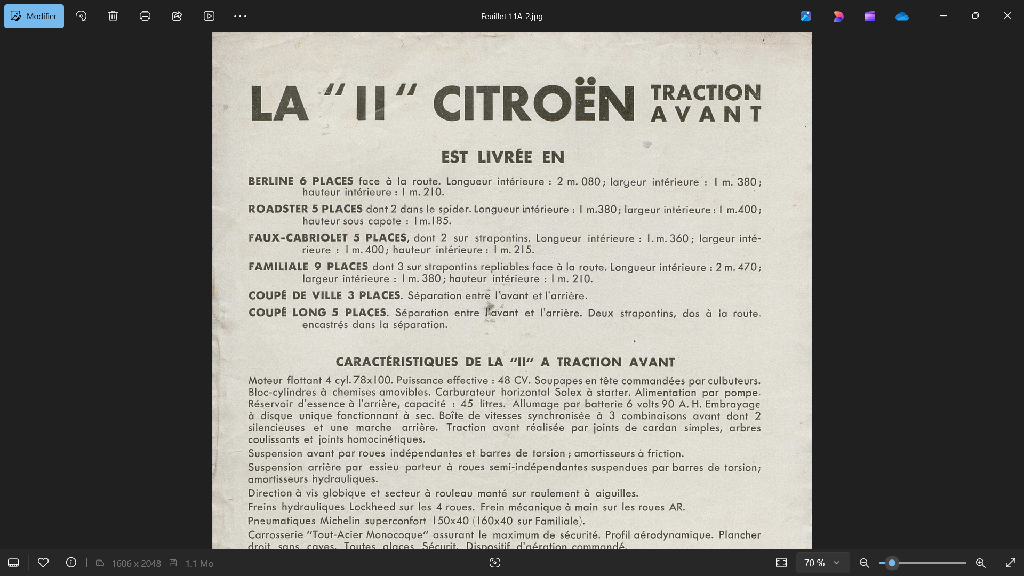 Modifier
Feuillet 11A-2.jpg
LA "II" CITROËN TRACTION AVANT
EST LIVRÉE EN
BERLINE 6 PLACES face à la route. Longueur intérieure : 2 m. 080 ; largeur intérieure : 1 m. 380 ;
hauteur intérieure : 1 m. 210.
ROADSTER 5 PLACES dont 2 dans le spider. Longueur intérieure : 1 m.380 ; largeur intérieure : 1 m.400 ;
hauteur sous capote : 1 m.185.
FAUX-CABRIOLET 5 PLACES, dont 2 sur strapontins. Longueur intérieure : 1.m.360 ; largeur inté-
rieure : 1 m. 400 ; hauteur intérieure : 1 m. 215.
FAMILIALE 9 PLACES dont 3 sur strapontins repliables face à la route. Longueur intérieure : 2 m. 470 ;
largeur intérieure : 1 m. 380 ; hauteur intérieure : 1 m. 210.
COUPÉ DE VILLE 3 PLACES. Séparation entre l'avant et l'arrière.
COUPÉ LONG 5 PLACES. Séparation entre l'avant et l'arrière. Deux strapontins, dos à la route.
encastrés dans la séparation.
CARACTÉRISTIQUES DE LA "II" A TRACTION AVANT
Moteur flottant 4 cyl. 78x100. Puissance effective : 48 CV. Soupapes en tête commandées par culbuteurs.
Bloc-cylindres à chemises amovibles. Carburateur horizontal Solex à starter. Alimentation par pompe.
Réservoir d'essence à l'arrière, capacité : 45 litres. Allumage par batterie 6 volts 90 A.H. Embrayage
à disque unique fonctionnant à sec. Boîte de vitesses synchronisée à 3 combinaisons avant dont 2
silencieuses et une marche arrière. Traction avant réalisée par joints de cardan simples, arbres
coulissants et joints homocinétiques.
Suspension avant par roues indépendantes et barres de torsion ; amortisseurs à friction.
Suspension arrière par essieu porteur à roues semi-indépendantes suspendues par barres de torsion ;
amortisseurs hydrauliques.
Direction à vis globique et secteur à rouleau monté sur roulement à aiguilles.
Freins hydrauliques Lockheed sur les 4 roues. Frein mécanique à main sur les roues AR.
Pneumatiques Michelin superconfort 150x40 (160x40 sur Familiale).
Carrosserie "Tout-Acier Monocoque" assurant le maximum de sécurité. Profil aérodynamique. Plancher
droit sans caves. Toutes glaces Sécurit. Dispositif d'aération commandé.
1606 x 2048
1.1 Mo
70 %